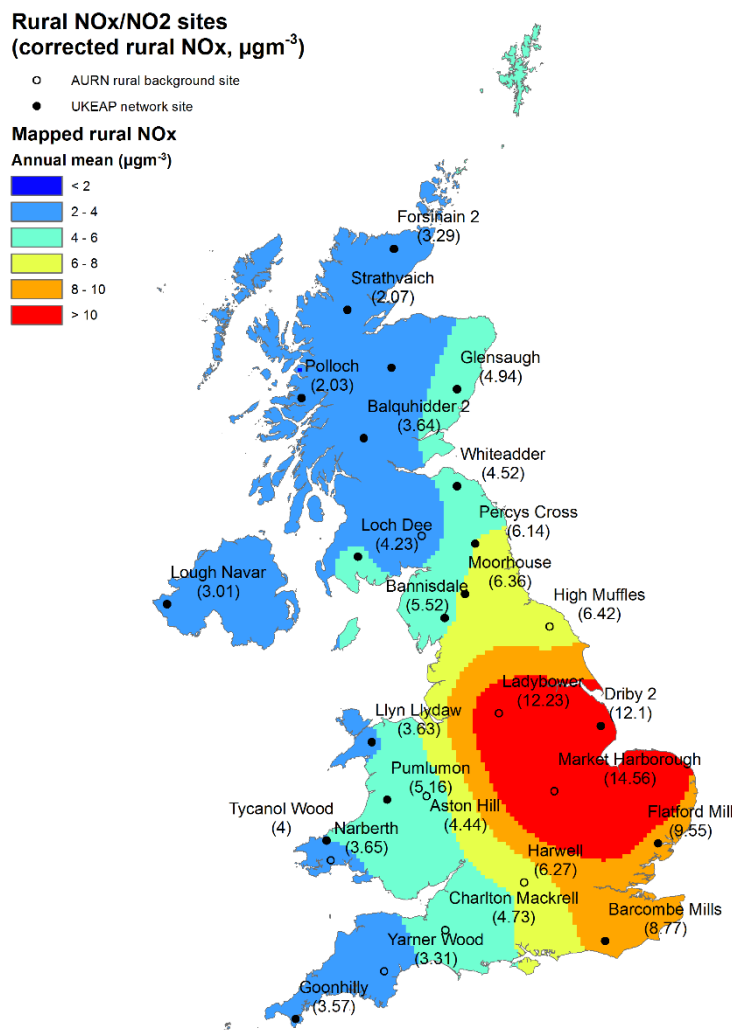 Rural NOx/NO2 sites
(corrected rural NOx, µgm⁻³)
AURN rural background site
UKEAP network site
Mapped rural NOx
Annual mean (µgm⁻³)
< 2
2 - 4
4 - 6
6 - 8
8 - 10
> 10
Forsinain 2
(3.29)
Strathvaich
(2.07)
Polloch
(2.03)
Glensaugh
(4.94)
Balquhidder 2
(3.64)
Whiteadder
(4.52)
Percys Cross
(6.14)
Loch Dee
(4.23)
Moorhouse
(6.36)
Lough Navar
(3.01)
Bannisdale
(5.52)
High Muffles
(6.42)
Ladybower
(12.23)
Driby 2
(12.1)
Llyn Llydaw
(3.63)
Market Harborough
(14.56)
Pumlumon
(5.16)
Aston Hill
(4.44)
Tycanol Wood
(4)
Narberth
(3.65)
Flatford Mill
(9.55)
Harwell
(6.27)
Charlton Mackrell
(4.73)
Barcombe Mills
(8.77)
Yarner Wood
(3.31)
Goonhilly
(3.57)